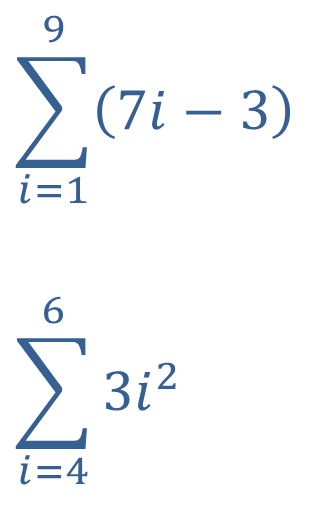 9
∑(7i − 3)
i=1
6
∑ 3i²
i=4